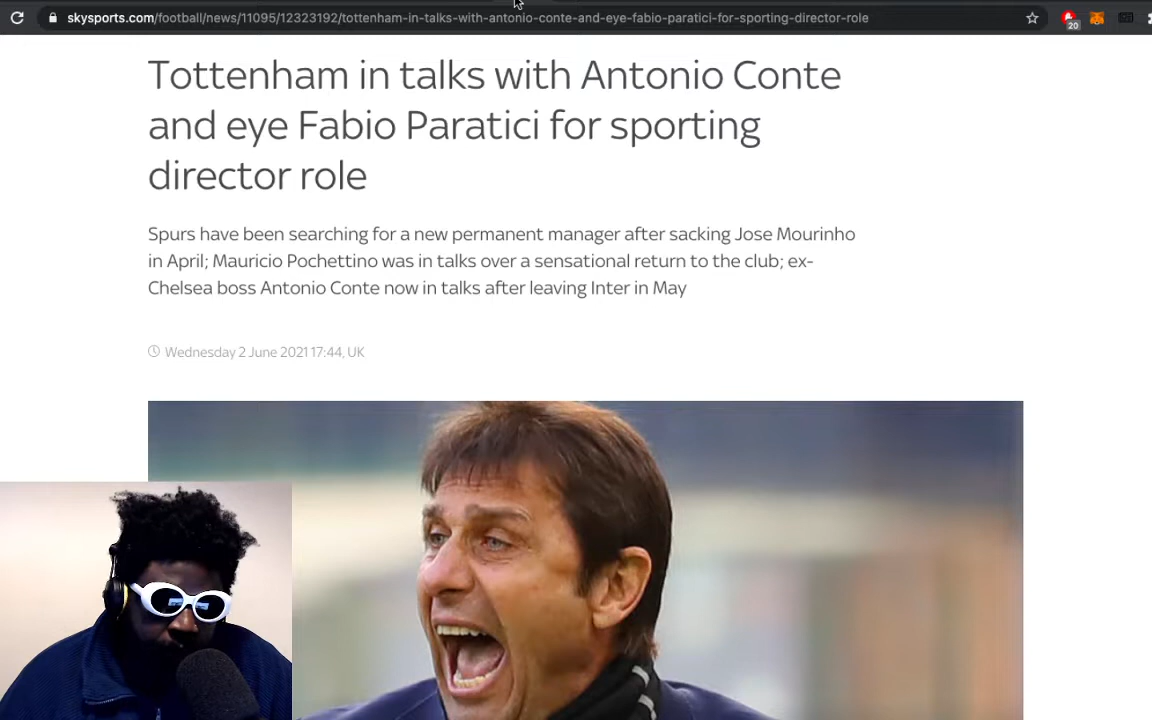 skysports.com/football/news/11095/12323192/tottenham-in-talks-with-antonio-conte-and-eye-fabio-paratici-for-sporting-director-role
20
Tottenham in talks with Antonio Conte
and eye Fabio Paratici for sporting
director role
Spurs have been searching for a new permanent manager after sacking Jose Mourinho
in April; Mauricio Pochettino was in talks over a sensational return to the club; ex-
Chelsea boss Antonio Conte now in talks after leaving Inter in May
Wednesday 2 June 2021 17:44, UK